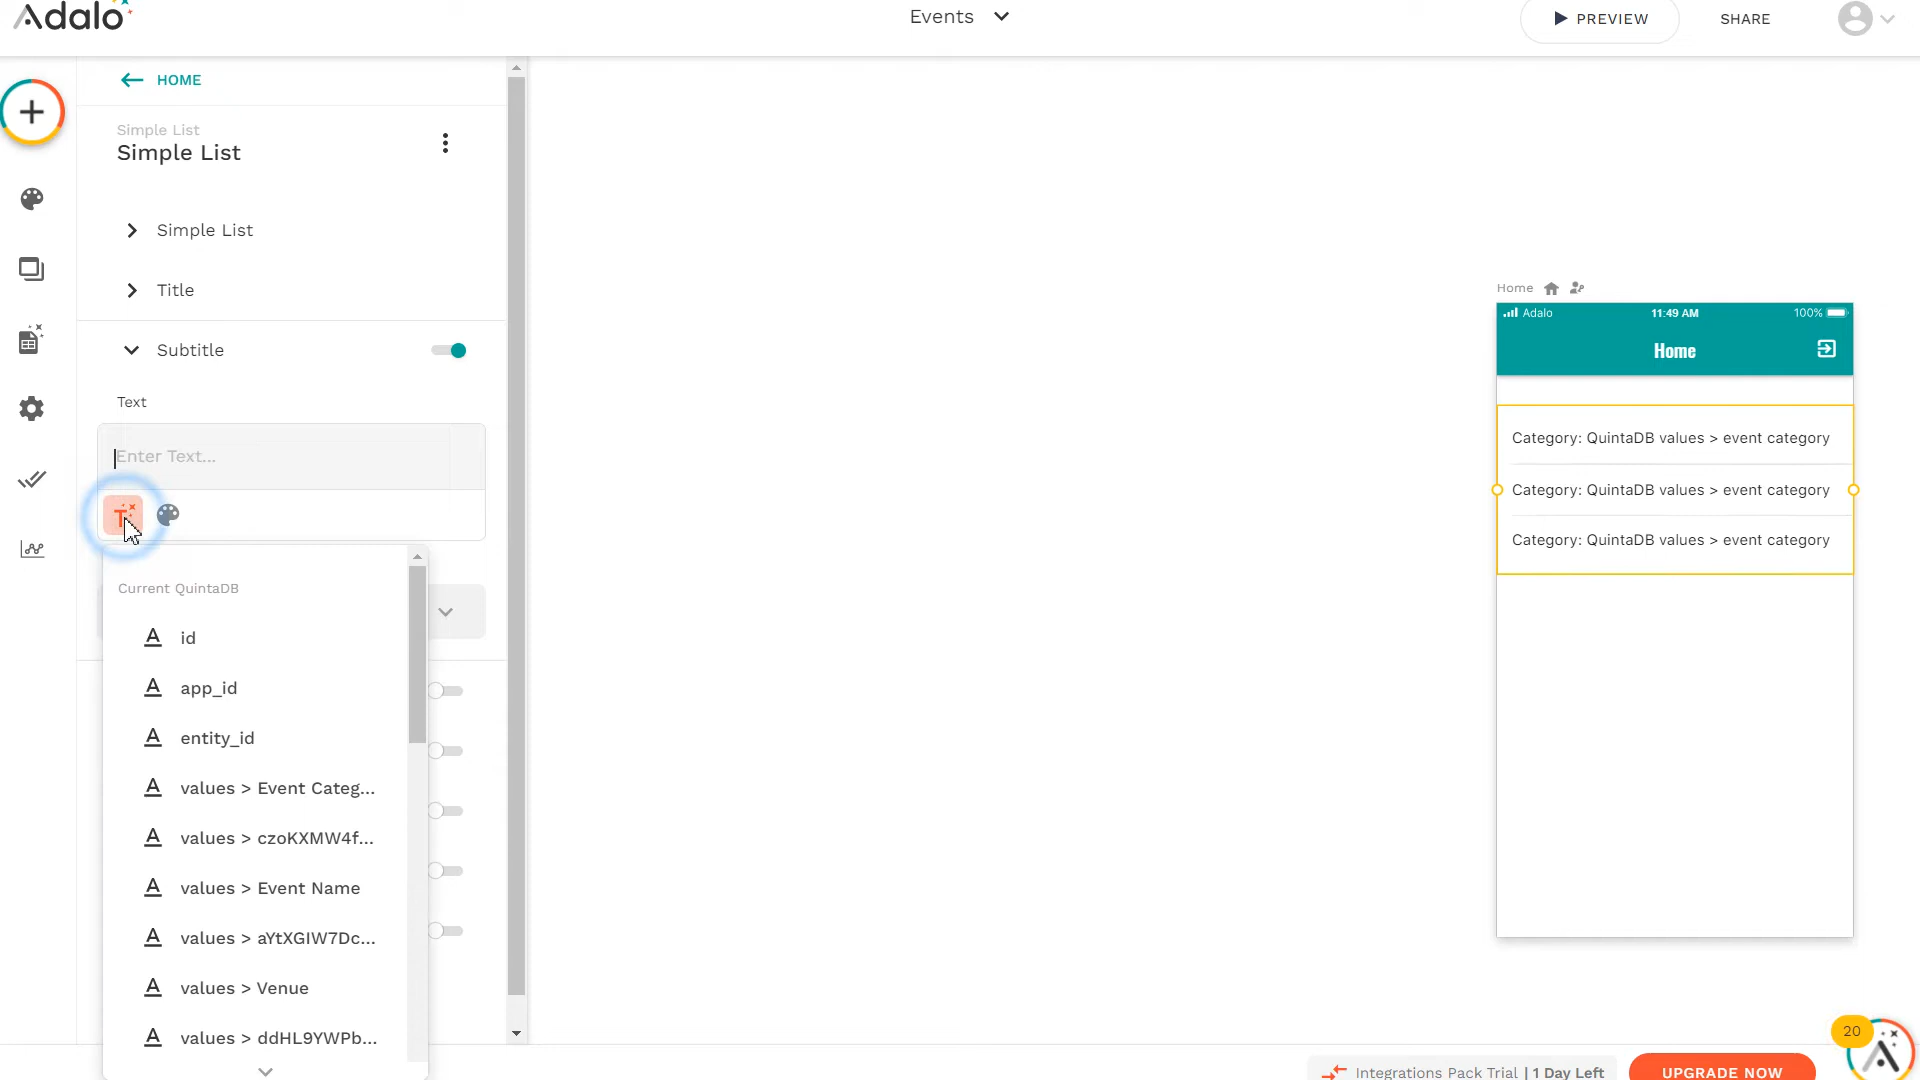 Adalo
Events
PREVIEW
SHARE
HOME
Simple List
Simple List
Simple List
Title
Subtitle
Text
Enter Text...
Current QuintaDB
id
app_id
entity_id
values > Event Categ...
values > czoKXMW4f...
values > Event Name
values > aYtXGIW7Dc...
values > Venue
values > ddHL9YWPb...
Home
Adalo
11:49 AM
100%
Home
Category: QuintaDB values > event category
Category: QuintaDB values > event category
Category: QuintaDB values > event category
20
Integrations Pack Trial | 1 Day Left
UPGRADE NOW